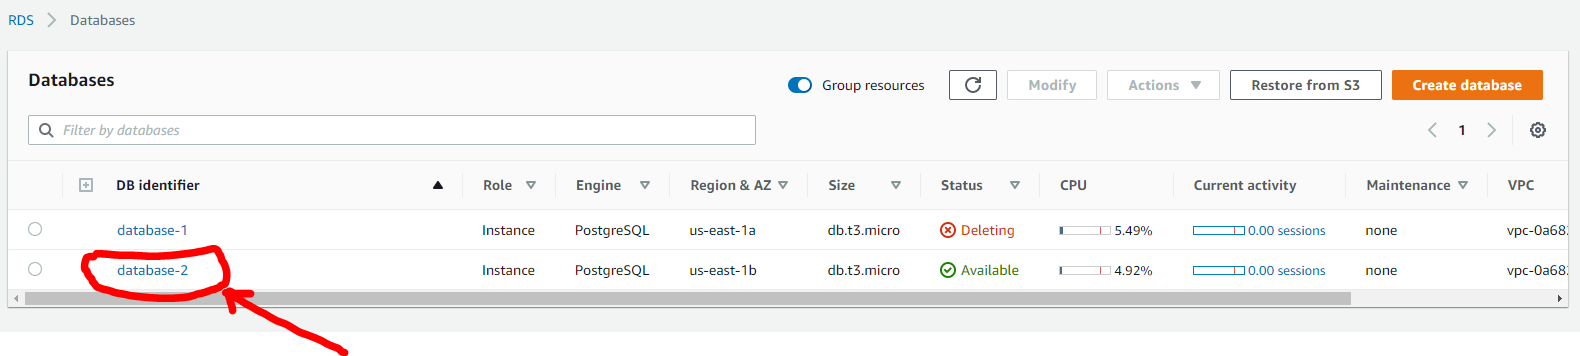 RDS > Databases
Databases
Group resources Modify Actions Restore from S3 Create database
Filter by databases
1
DB identifier Role Engine Region & AZ Size Status CPU Current activity Maintenance VPC
database-1 Instance PostgreSQL us-east-1a db.t3.micro Deleting 5.49% 0.00 sessions none vpc-0a682
database-2 Instance PostgreSQL us-east-1b db.t3.micro Available 4.92% 0.00 sessions none vpc-0a682